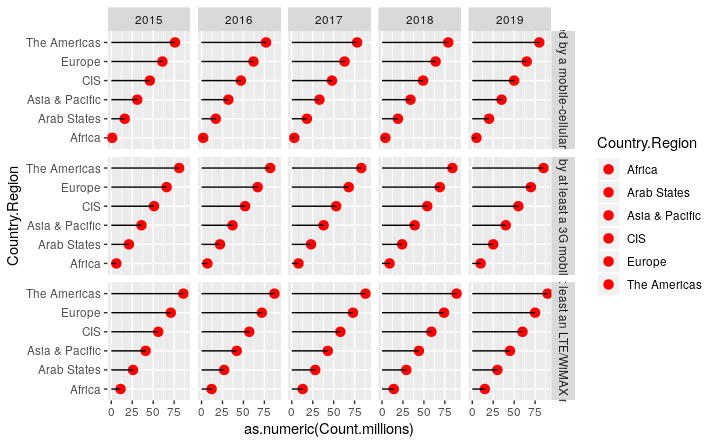 2015 2016 2017 2018 2019
The Americas
Europe
CIS
Asia & Pacific
Arab States
Africa
by a mobile-cellular
The Americas
Europe
CIS
Asia & Pacific
Arab States
Africa
by at least a 3G
The Americas
Europe
CIS
Asia & Pacific
Arab States
Africa
least an LTE/WiMAX
0 25 50 75 0 25 50 75 0 25 50 75 0 25 50 75 0 25 50 75
as.numeric(Count.millions)
Country.Region
Country.Region
Africa
Arab States
Asia & Pacific
CIS
Europe
The Americas